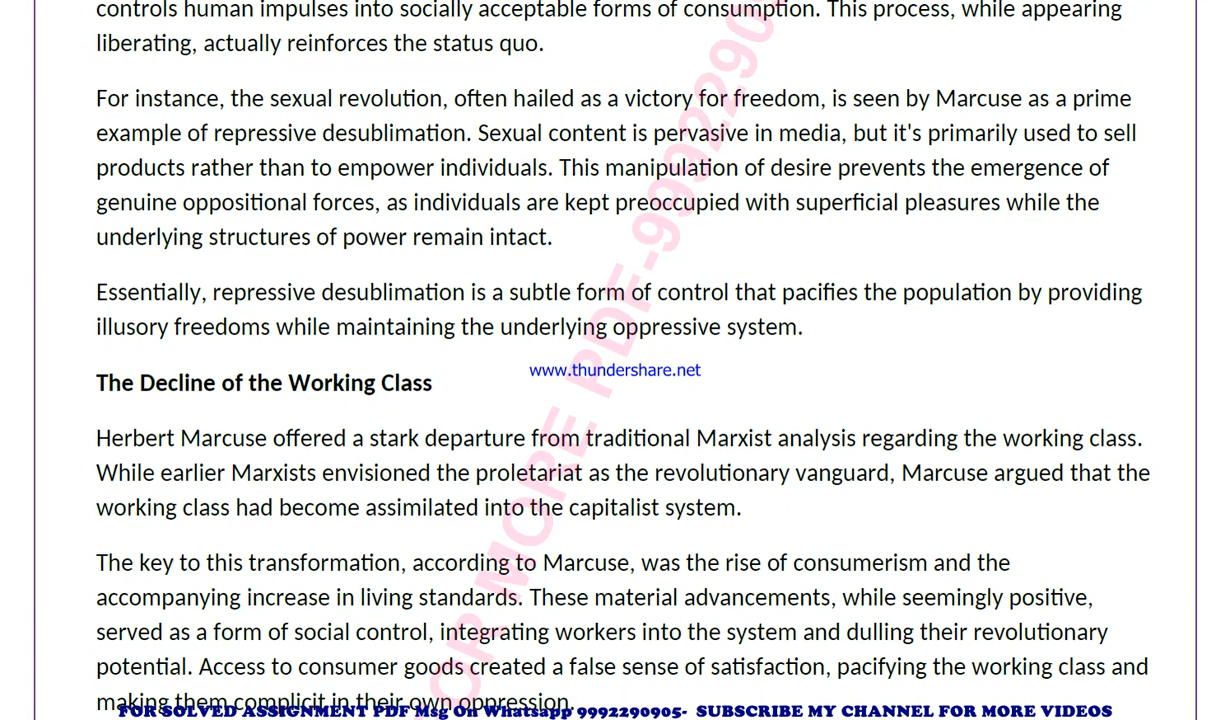 controls human impulses into socially acceptable forms of consumption. This process, while appearing
liberating, actually reinforces the status quo.
For instance, the sexual revolution, often hailed as a victory for freedom, is seen by Marcuse as a prime
example of repressive desublimation. Sexual content is pervasive in media, but it's primarily used to sell
products rather than to empower individuals. This manipulation of desire prevents the emergence of
genuine oppositional forces, as individuals are kept preoccupied with superficial pleasures while the
underlying structures of power remain intact.
Essentially, repressive desublimation is a subtle form of control that pacifies the population by providing
illusory freedoms while maintaining the underlying oppressive system.
www.thundershare.net
The Decline of the Working Class
Herbert Marcuse offered a stark departure from traditional Marxist analysis regarding the working class.
While earlier Marxists envisioned the proletariat as the revolutionary vanguard, Marcuse argued that the
working class had become assimilated into the capitalist system.
The key to this transformation, according to Marcuse, was the rise of consumerism and the
accompanying increase in living standards. These material advancements, while seemingly positive,
served as a form of social control, integrating workers into the system and dulling their revolutionary
potential. Access to consumer goods created a false sense of satisfaction, pacifying the working class and
making them complicit in their own oppression.
FOR SOLVED ASSIGNMENT PDF Msg On Whatsapp 9992290905- SUBSCRIBE MY CHANNEL FOR MORE VIDEOS
OR MORE PDF-9992290